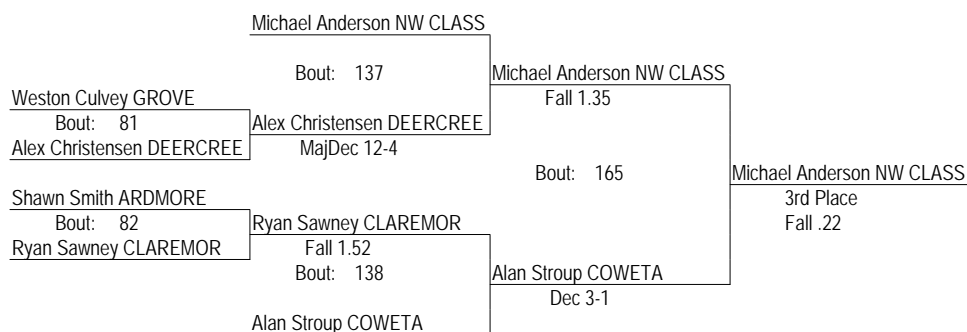 Michael Anderson NW CLASS
Bout: 137
Michael Anderson NW CLASS
Weston Culvey GROVE
Fall 1.35
Bout: 81
Alex Christensen DEERCREE
Alex Christensen DEERCREE
MajDec 12-4
Bout: 165
Michael Anderson NW CLASS
Shawn Smith ARDMORE
3rd Place
Bout: 82
Ryan Sawney CLAREMOR
Fall .22
Ryan Sawney CLAREMOR
Fall 1.52
Bout: 138
Alan Stroup COWETA
Dec 3-1
Alan Stroup COWETA